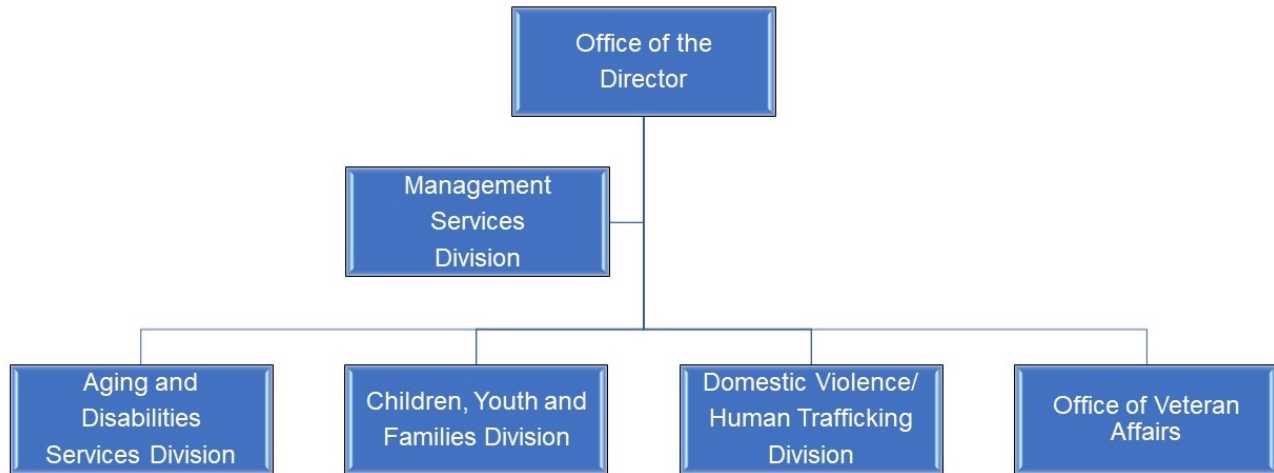 Office of the
Director
Management
Services
Division
Aging and
Disabilities
Services Division
Children, Youth and
Families Division
Domestic Violence/
Human Trafficking
Division
Office of Veteran
Affairs